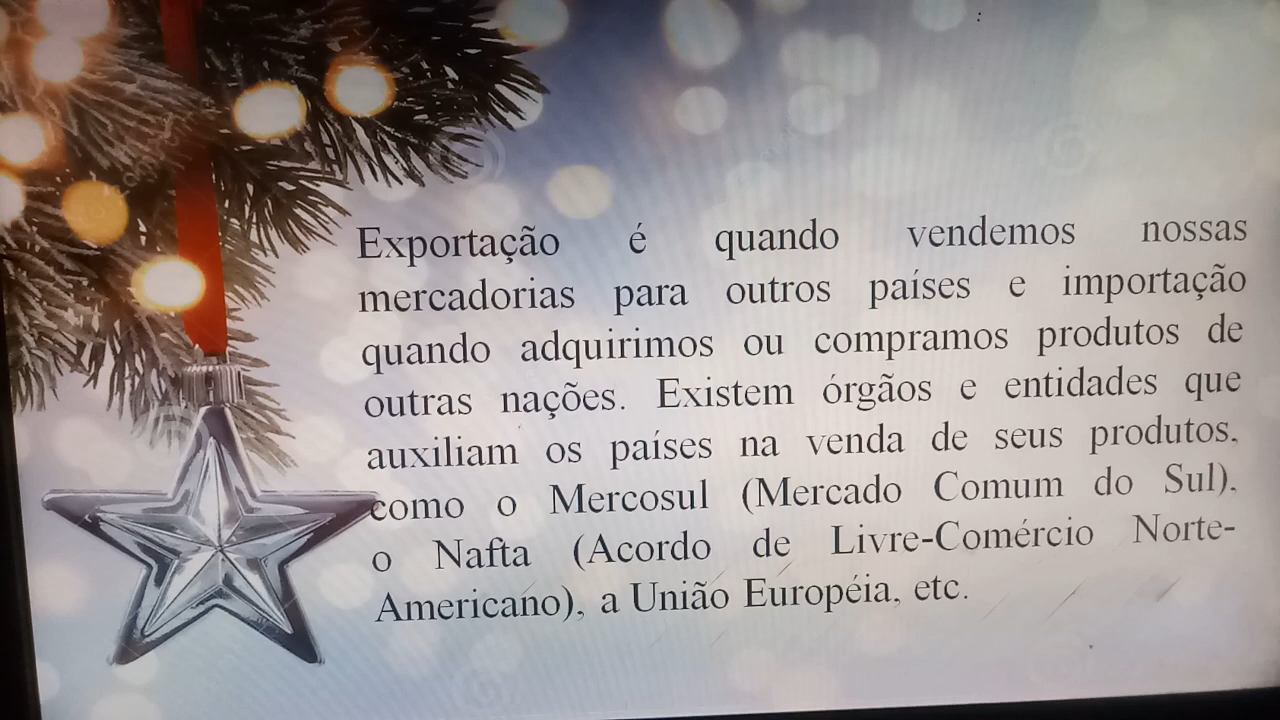 Exportação é quando vendemos nossas
mercadorias para outros países e importação
quando adquirimos ou compramos produtos de
outras nações. Existem órgãos e entidades que
auxiliam os países na venda de seus produtos,
como o Mercosul (Mercado Comum do Sul),
o Nafta (Acordo de Livre-Comércio Norte-
Americano), a União Européia, etc.